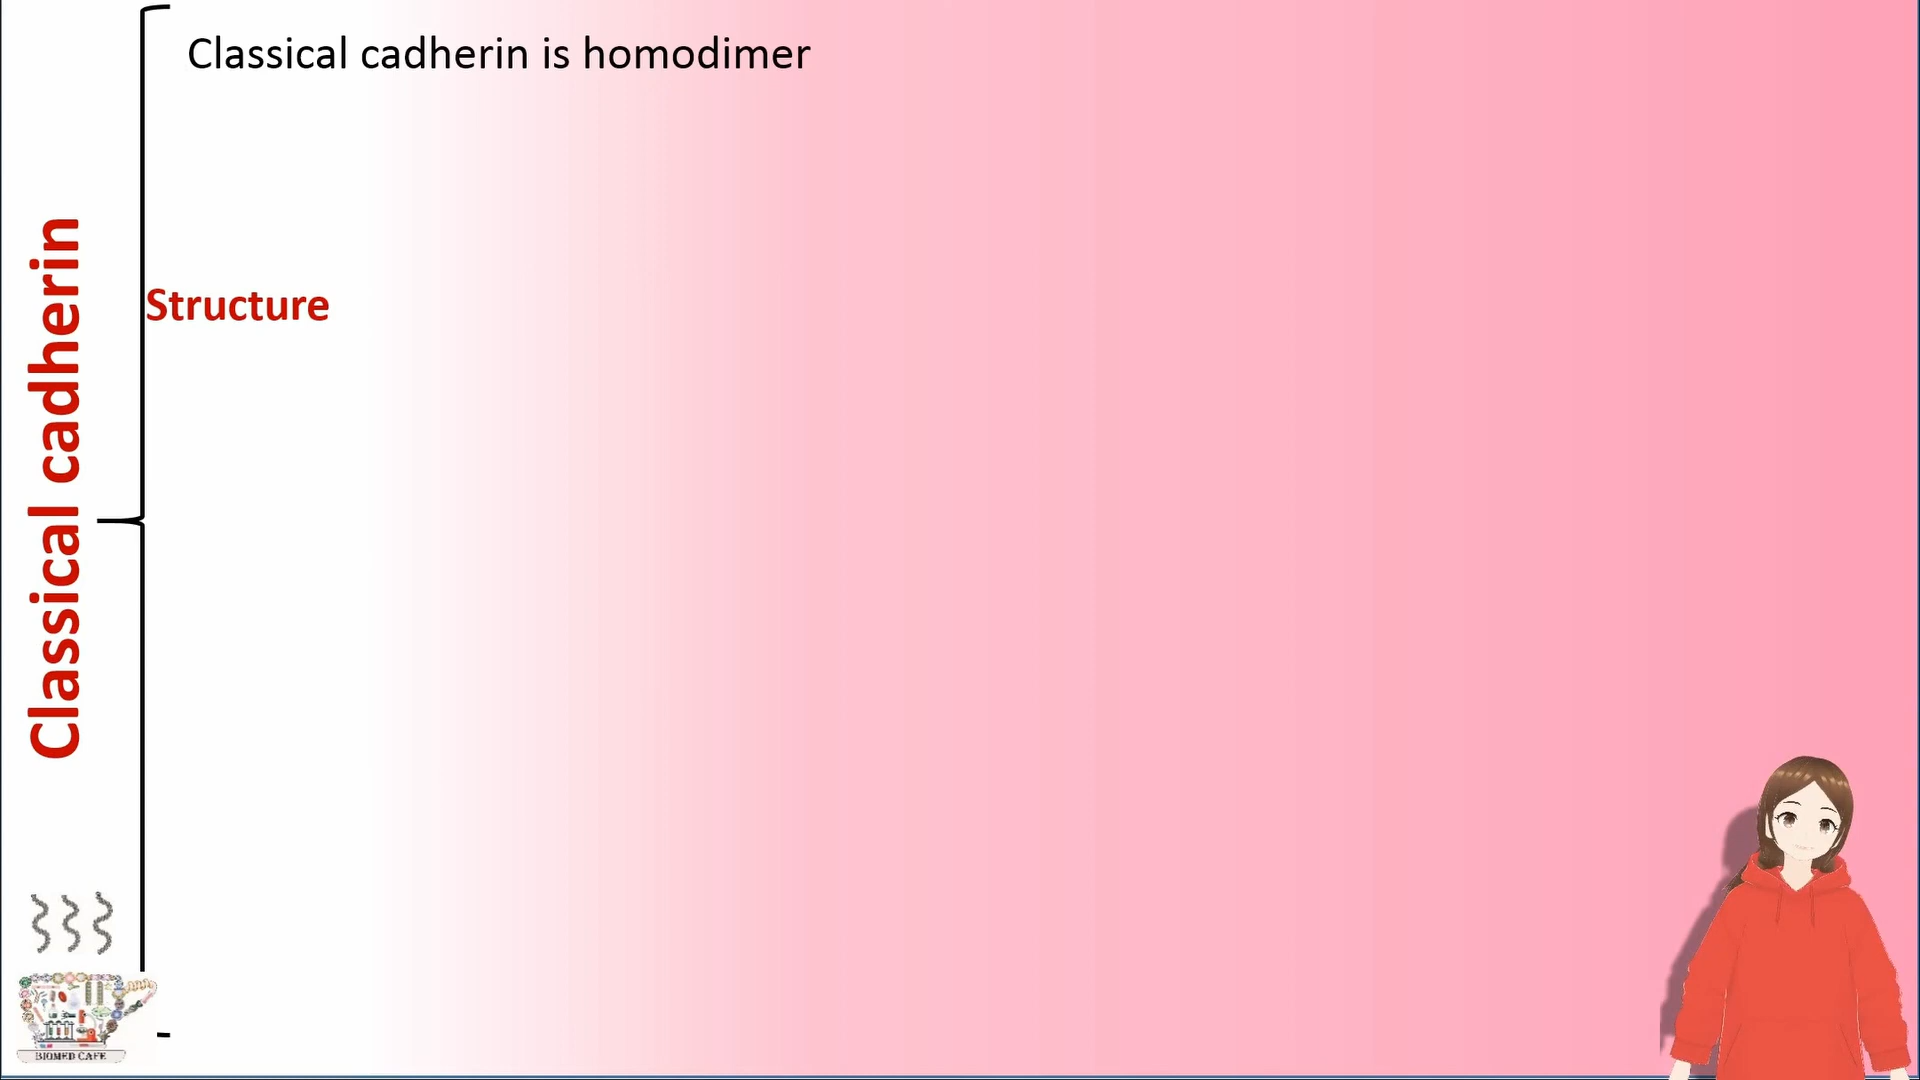 Classical cadherin is homodimer
Structure
Classical cadherin
BIOMED CAFE